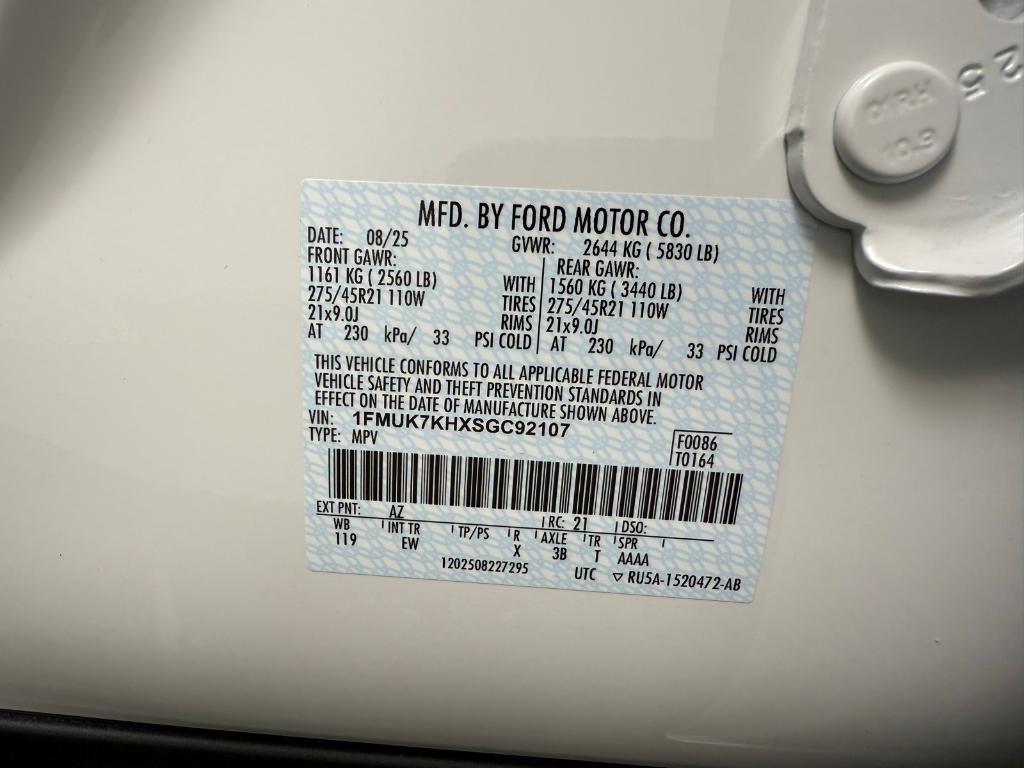 25
MFD. BY FORD MOTOR CO.
DATE: 08/25 GVWR: 2644 KG ( 5830 LB)
FRONT GAWR: REAR GAWR:
1161 KG ( 2560 LB) WITH 1560 KG ( 3440 LB) WITH
275/45R21 110W TIRES 275/45R21 110W TIRES
21x9.0J RIMS 21x9.0J RIMS
AT 230 kPa/ 33 PSI COLD AT 230 kPa/ 33 PSI COLD
THIS VEHICLE CONFORMS TO ALL APPLICABLE FEDERAL MOTOR
VEHICLE SAFETY AND THEFT PREVENTION STANDARDS IN
EFFECT ON THE DATE OF MANUFACTURE SHOWN ABOVE.
VIN: 1FMUK7KHXSGC92107
TYPE: MPV F0086
T0164
EXT PNT: AZ RC: 21 DSO:
WB INT TR TP/PS R AXLE TR SPR
119 EW X 3B T AAAA
1202508227295 UTC ▽ RU5A-1520472-AB